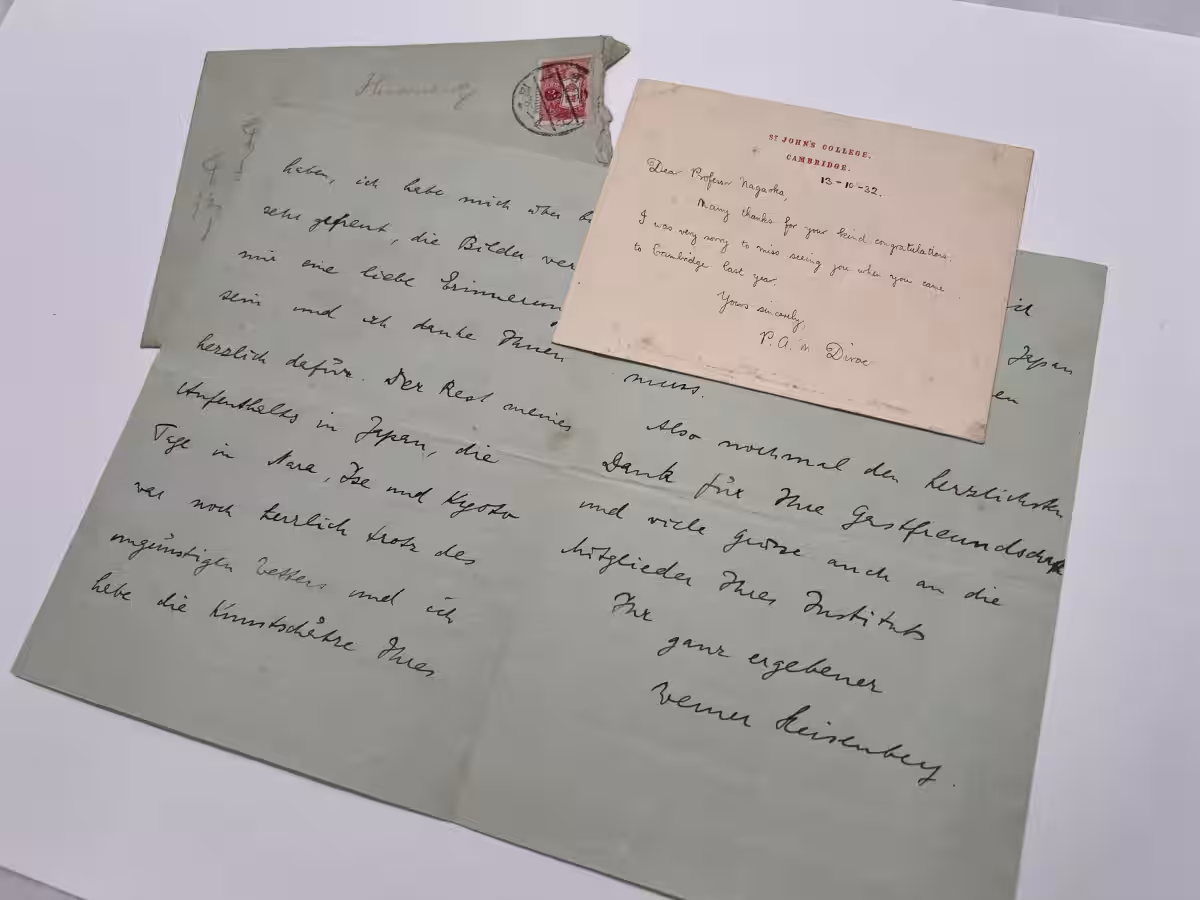 haben, ich habe mich über
sehr gefreut, die Bilder
mir eine liebe Erinnerung
sein und ich danke Ihnen
herzlich dafür. Der Rest meines
Aufenthalts in Japan, die
Tage in Nara, Ise und Kyoto
war noch herrlich trotz des
ungünstigen Wetters und ich
habe die Kunstschätze Ihres
ST JOHN'S COLLEGE,
CAMBRIDGE.
13-10-32.
Dear Professor Nagaoka,
Many thanks for your kind congratulations.
I was very sorry to miss seeing you when you came
to Cambridge last year.
Yours sincerely,
P. A. M Dirac
Japan
muss.
Also nochmal den herzlichsten
Dank für Ihre Gastfreundschaft
und viele Grüsse auch an die
Mitglieder Ihres Instituts
Ihr
ganz ergebener
Werner Heisenberg.